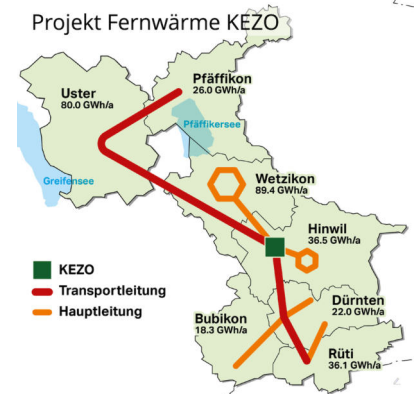 Projekt Fernwärme KEZO
Uster
80.0 GWh/a
Pfäffikon
26.0 GWh/a
Pfäffikersee
Greifensee
Wetzikon
89.4 GWh/a
Hinwil
36.5 GWh/a
KEZO
Transportleitung
Hauptleitung
Dürnten
22.0 GWh/a
Bubikon
18.3 GWh/a
Rüti
36.1 GWh/a